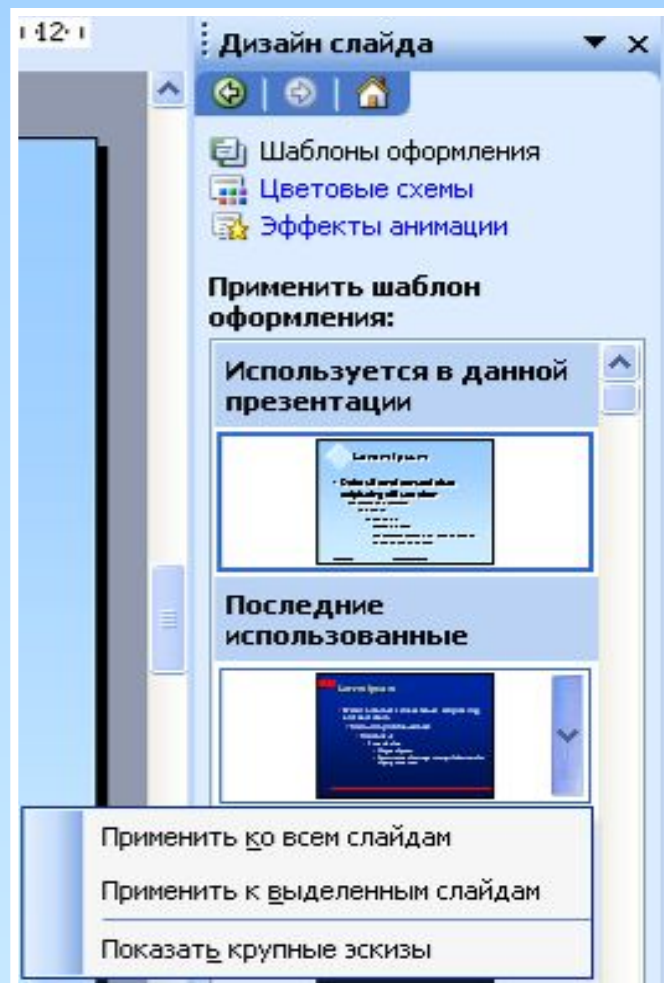 12
Дизайн слайда
Шаблоны оформления
Цветовые схемы
Эффекты анимации
Применить шаблон
оформления:
Используется в данной
презентации
Последние
использованные
Применить ко всем слайдам
Применить к выделенным слайдам
Показать крупные эскизы